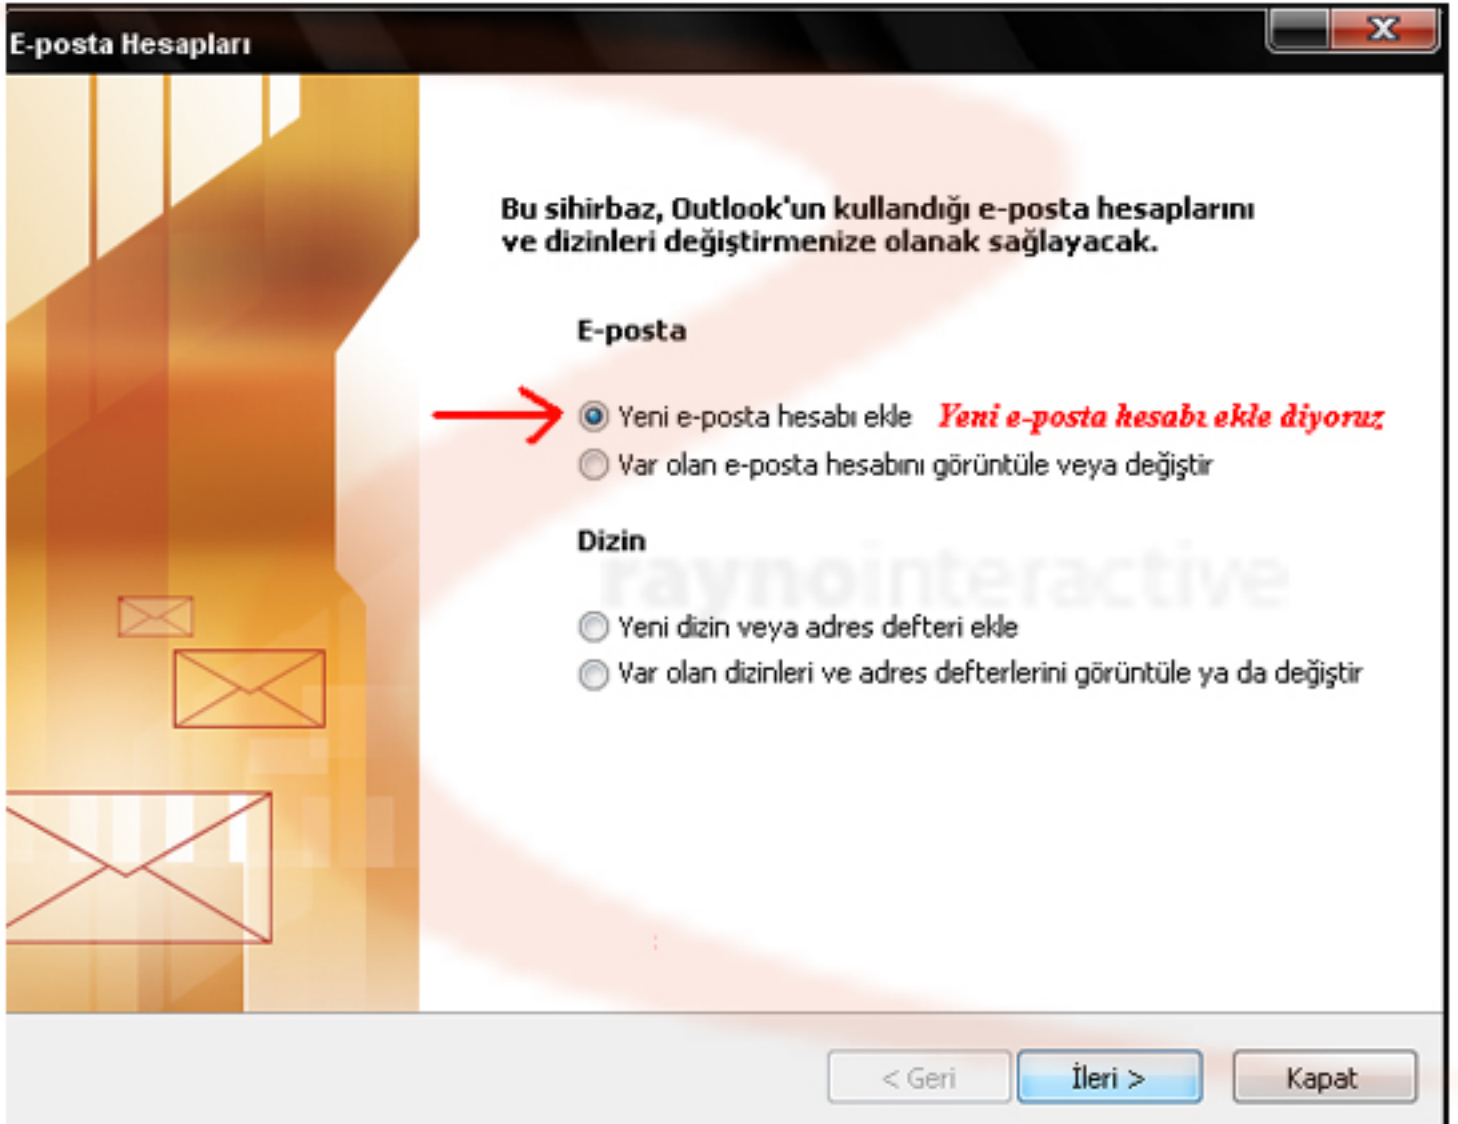 E-posta Hesapları
Bu sihirbaz, Outlook'un kullandığı e-posta hesaplarını
ve dizinleri değiştirmenize olanak sağlayacak.
E-posta
Yeni e-posta hesabı ekle Yeni e-posta hesabı ekle diyoruz
Var olan e-posta hesabını görüntüle veya değiştir
Dizin
raynointeractive
Yeni dizin veya adres defteri ekle
Var olan dizinleri ve adres defterlerini görüntüle ya da değiştir
< Geri İleri > Kapat